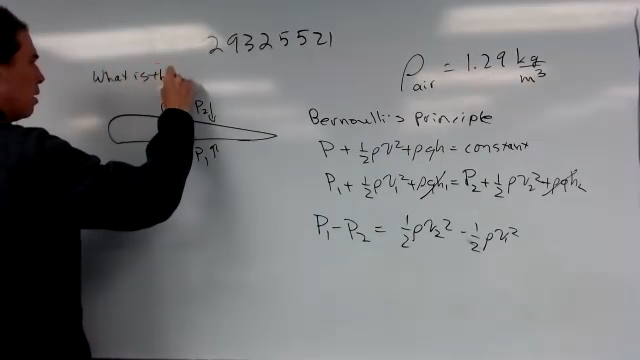 29325521
What is th
ρair = 1.29 kg/m³
P₂↓
P₁↑
Bernoulli's principle
P + ½ρv² + ρgh = constant
P₁ + ½ρv₁² + ρgh₁ = P₂ + ½ρv₂² + ρgh₂
P₁ - P₂ = ½ρv₂² - ½ρv₁²